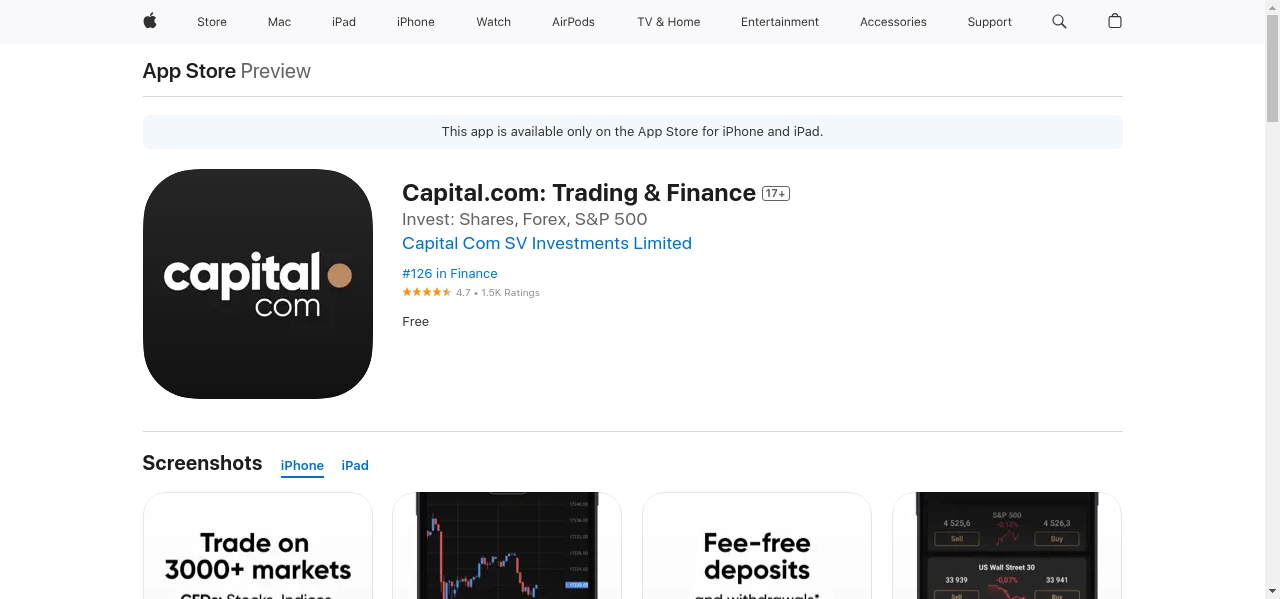 Store Mac iPad iPhone Watch AirPods TV & Home Entertainment Accessories Support
App Store Preview
This app is available only on the App Store for iPhone and iPad.
capital
com
Capital.com: Trading & Finance 17+
Invest: Shares, Forex, S&P 500
Capital Com SV Investments Limited
#126 in Finance
4.7 • 1.5K Ratings
Free
Screenshots iPhone iPad
Trade on
3000+ markets
CFDs: Stocks, Indices
Fee-free
deposits
and withdrawals*
S&P 500
4 525,6 -0,13% 4 526,3
Sell Buy
US Wall Street 30
33 939 -0,07% 33 941
Sell Buy